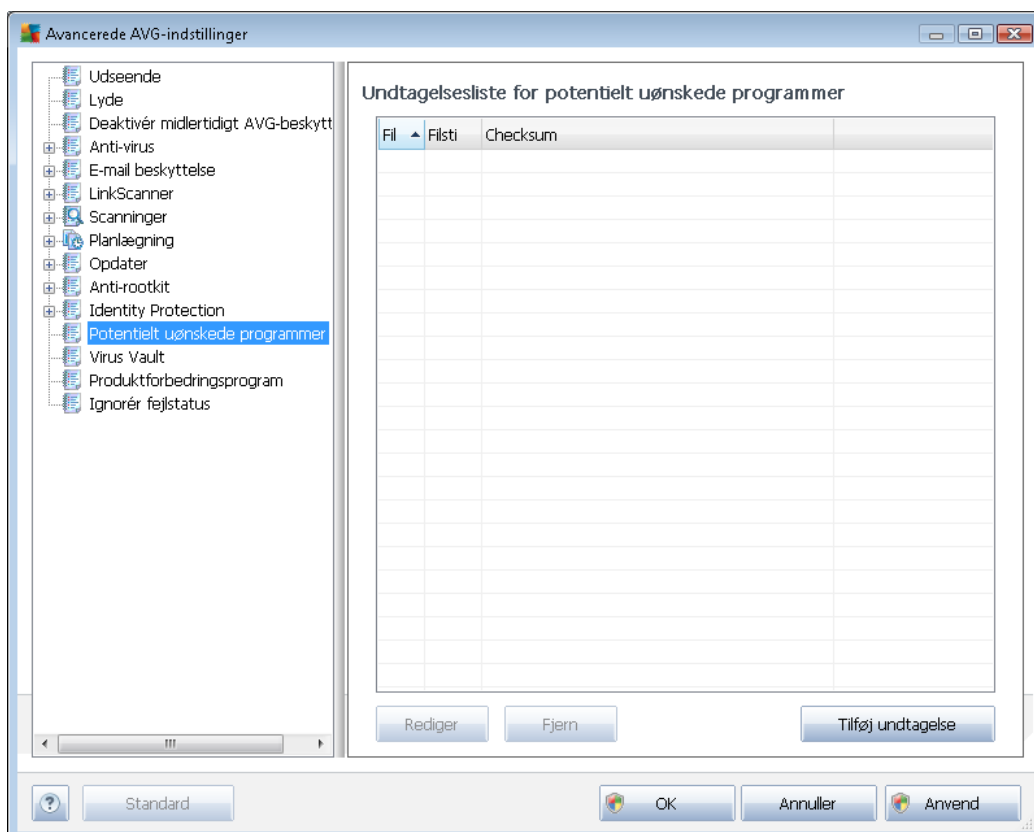 Avancerede AVG-indstillinger
Udseende
Lyde
Deaktivér midlertidigt AVG-beskytt
Anti-virus
E-mail beskyttelse
LinkScanner
Scanninger
Planlægning
Opdater
Anti-rootkit
Identity Protection
Potentielt uønskede programmer
Virus Vault
Produktforbedringsprogram
Ignorér fejlstatus
Undtagelsesliste for potentielt uønskede programmer
Fil Filsti Checksum
Rediger Fjern Tilføj undtagelse
? Standard OK Annuller Anvend